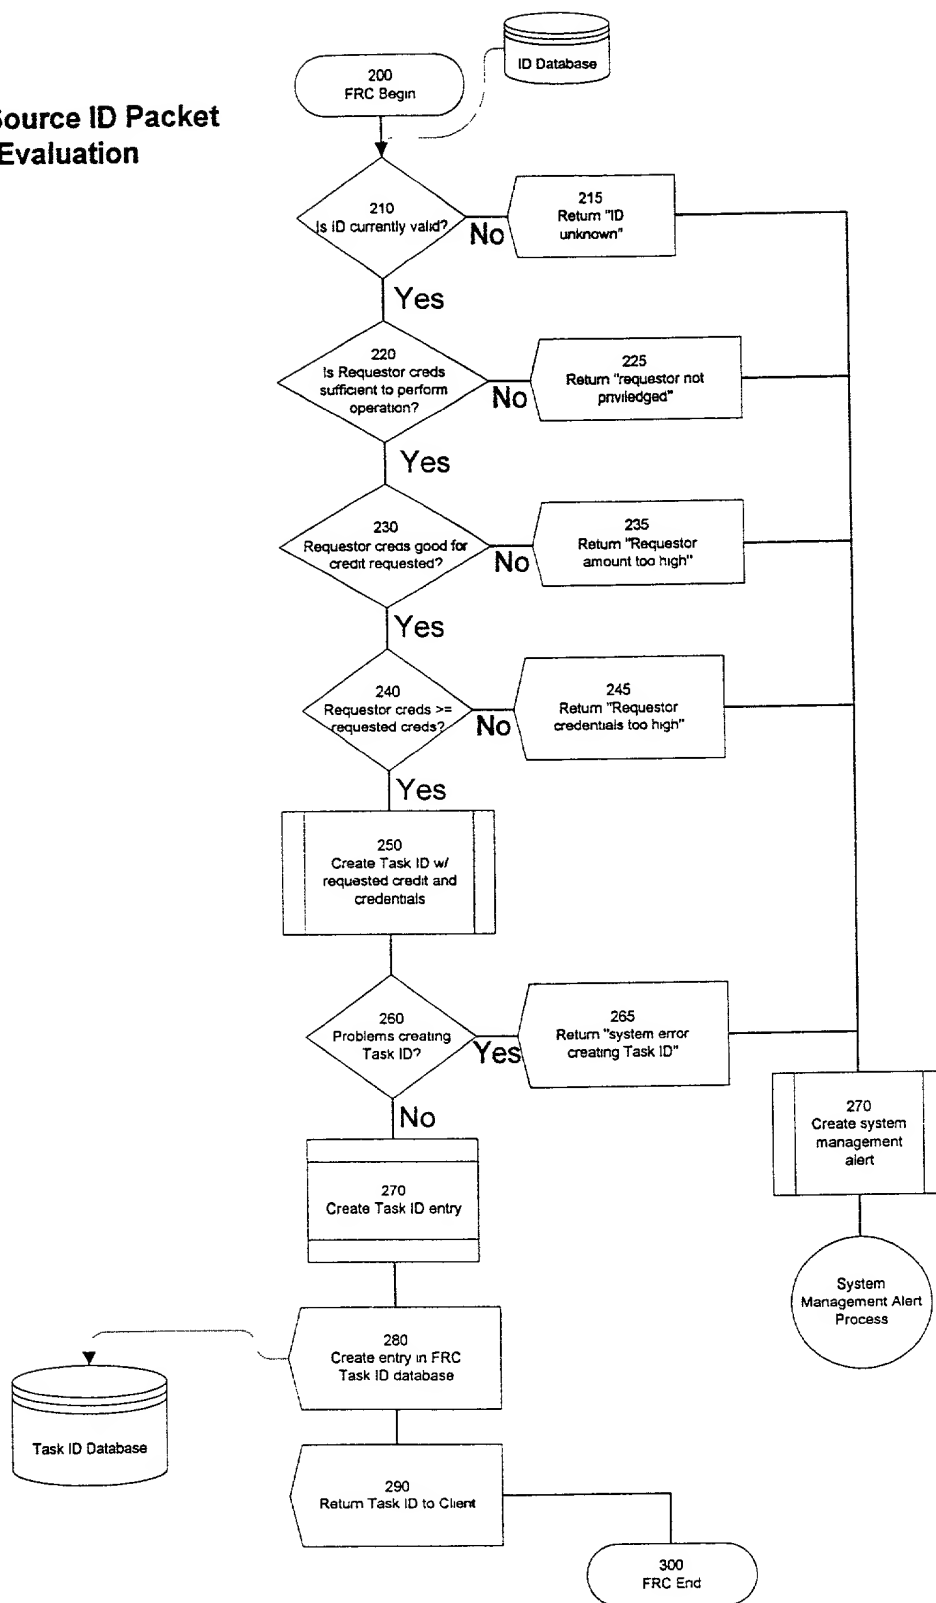 ource ID Packet
Evaluation
ID Database
200
FRC Begin
210
Is ID currently valid?
No
215
Return "ID
unknown"
Yes
220
Is Requestor creds
sufficient to perform
operation?
No
225
Return "requestor not
priviledged"
Yes
230
Requestor creds good for
credit requested?
No
235
Return "Requestor
amount too high"
Yes
240
Requestor creds >=
requested creds?
No
245
Return "Requestor
credentials too high"
Yes
250
Create Task ID w/
requested credit and
credentials
260
Problems creating
Task ID?
Yes
265
Return "system error
creating Task ID"
No
270
Create system
management
alert
270
Create Task ID entry
System
Management Alert
Process
280
Create entry in FRC
Task ID database
Task ID Database
290
Return Task ID to Client
300
FRC End